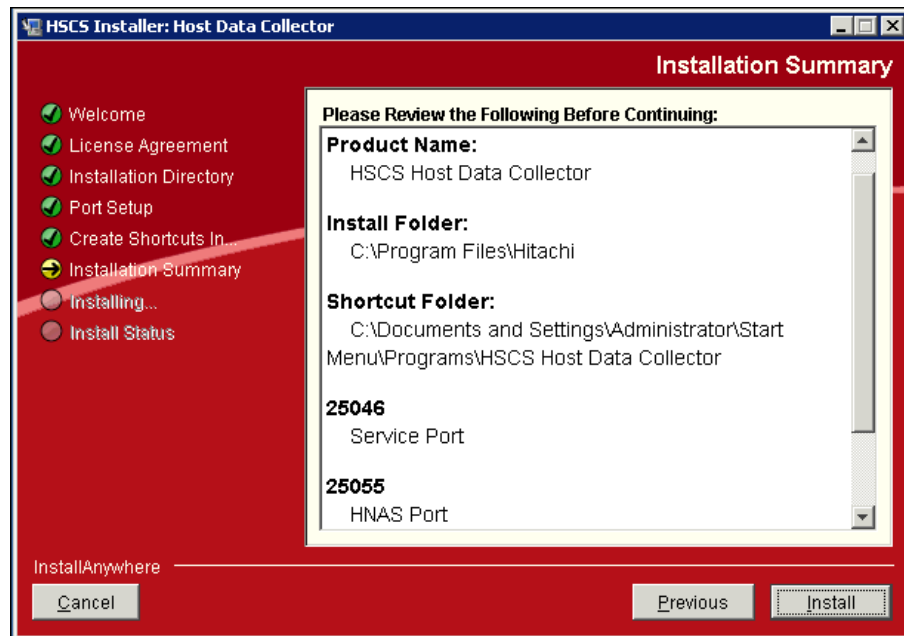 HSCS Installer: Host Data Collector
Installation Summary
Welcome
License Agreement
Installation Directory
Port Setup
Create Shortcuts In...
Installation Summary
Installing...
Install Status
Please Review the Following Before Continuing:
Product Name:
HSCS Host Data Collector
Install Folder:
C:\Program Files\Hitachi
Shortcut Folder:
C:\Documents and Settings\Administrator\Start
Menu\Programs\HSCS Host Data Collector
25046
Service Port
25055
HNAS Port
InstallAnywhere
Cancel
Previous
Install